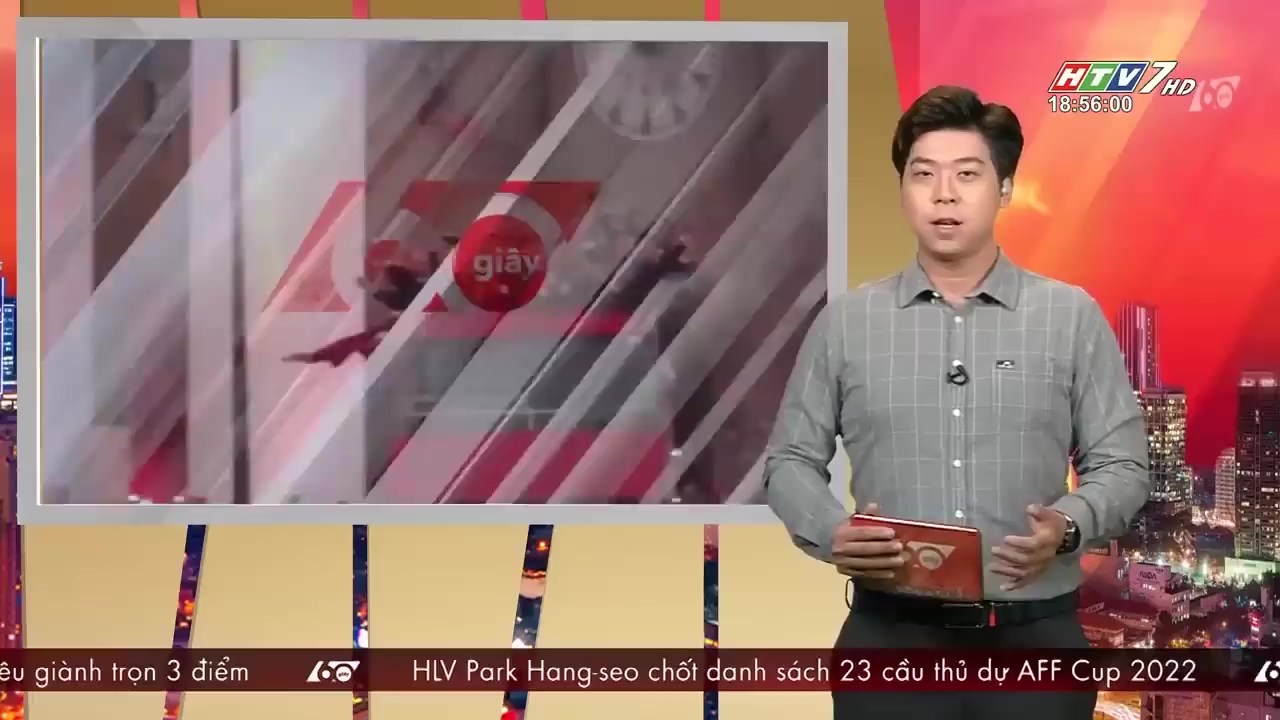 HTV7 HD
18:56:00
60 giây
êu giành trọn 3 điểm
HLV Park Hang-seo chốt danh sách 23 cầu thủ dự AFF Cup 2022